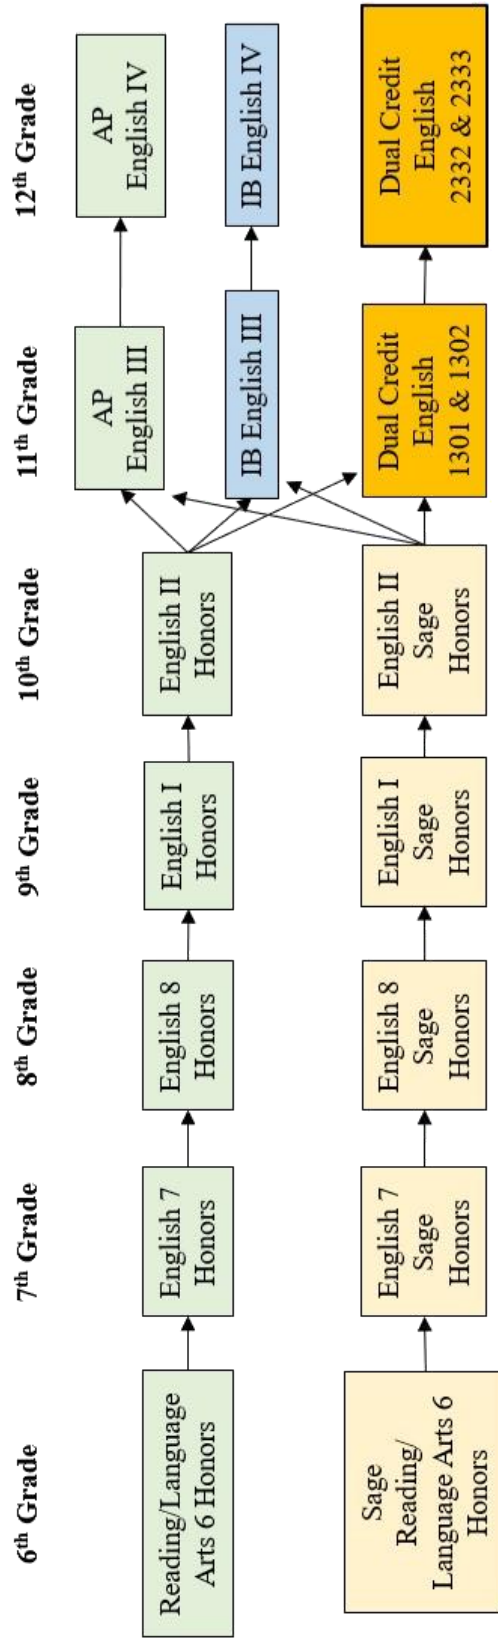 6th Grade
7th Grade
8th Grade
9th Grade
10th Grade
11th Grade
12th Grade
Reading/Language
Arts 6 Honors
English 7
Honors
English 8
Honors
English I
Honors
English II
Honors
AP
English III
AP
English IV
IB English III
IB English IV
Sage
Reading/
Language Arts 6
Honors
English 7
Sage
Honors
English 8
Sage
Honors
English I
Sage
Honors
English II
Sage
Honors
Dual Credit
English
1301 & 1302
Dual Credit
English
2332 & 2333